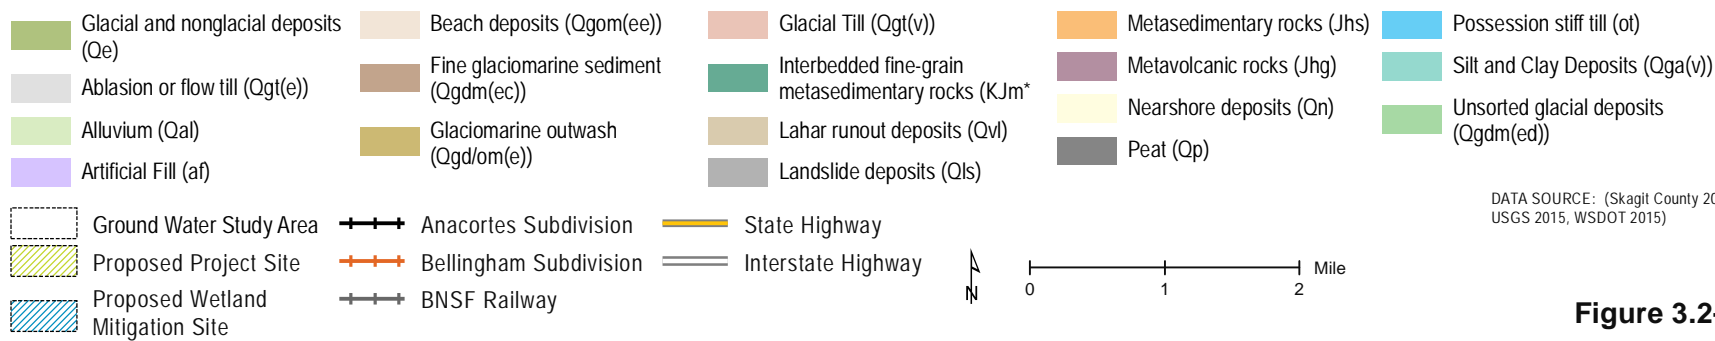 Glacial and nonglacial deposits
(Qe)
Ablasion or flow till (Qgt(e))
Alluvium (Qal)
Artificial Fill (af)
Beach deposits (Qgom(ee))
Fine glaciomarine sediment
(Qgdm(ec))
Glaciomarine outwash
(Qgd/om(e))
Glacial Till (Qgt(v))
Interbedded fine-grain
metasedimentary rocks (KJm*
Lahar runout deposits (Qvl)
Landslide deposits (Qls)
Metasedimentary rocks (Jhs)
Metavolcanic rocks (Jhg)
Nearshore deposits (Qn)
Peat (Qp)
Possession stiff till (ot)
Silt and Clay Deposits (Qga(v))
Unsorted glacial deposits
(Qgdm(ed))
Ground Water Study Area
Proposed Project Site
Proposed Wetland
Mitigation Site
Anacortes Subdivision
Bellingham Subdivision
BNSF Railway
State Highway
Interstate Highway
N
0 1 2 Mile
DATA SOURCE: (Skagit County 20
USGS 2015, WSDOT 2015)
Figure 3.2-